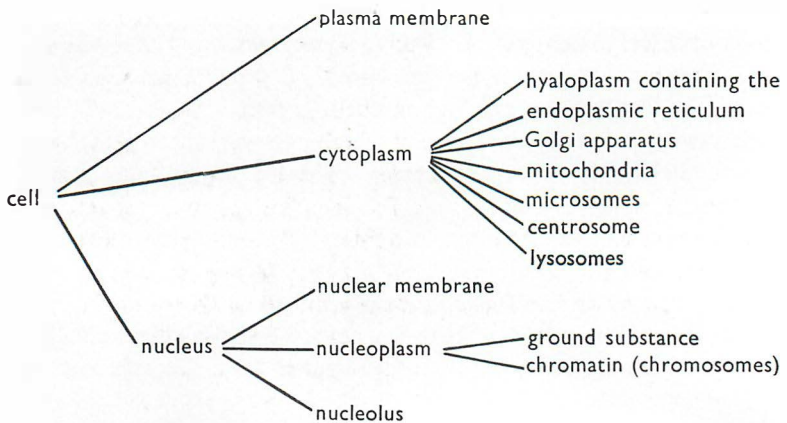 plasma membrane
hyaloplasm containing the
endoplasmic reticulum
Golgi apparatus
cytoplasm
mitochondria
microsomes
cell
centrosome
lysosomes
nuclear membrane
ground substance
nucleus
nucleoplasm
chromatin (chromosomes)
nucleolus